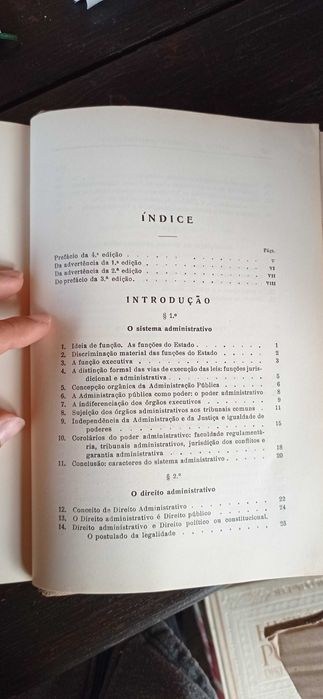 ÍNDICE
Págs.
Prefácio da 4.ª edição . . . . . . . . . . . . V
Da advertência da 1.ª edição . . . . . . . . . . . . VI
Da advertência da 2.ª edição . . . . . . . . . . . . VII
Do prefácio da 3.ª edição. . . . . . . . . . . . VIII
INTRODUÇÃO
§ 1.º
O sistema administrativo
1. Ideia de função. As funções do Estado . . . . . . . 1
2. Discriminação material das funções do Estado . . . . . 2
3. A função executiva . . . . . . . . . . . . 3
4. A distinção formal das vias de execução das leis: funções juris-
dicional e administrativa . . . . . . . . . . 5
5. Concepção orgânica da Administração Pública . . . . . 6
6. A Administração pública como poder: o poder administrativo 8
7. A indiferenciação dos órgãos executivos . . . . . . . 9
8. Sujeição dos órgãos administrativos aos tribunais comuns . 11
9. Independência da Administração e da Justiça e igualdade de
poderes . . . . . . . . . . . . 15
10. Corolários do poder administrativo: faculdade regulamentá-
ria, tribunais administrativos, jurisdição dos conflitos e
garantia administrativa . . . . . . . . . . 18
11. Conclusão: caracteres do sistema administrativo . . . . 20
§ 2.º
O direito administrativo
12. Conceito de Direito Administrativo . . . . . . . . 22
13. O Direito administrativo é Direito público . . . . . . 24
14. Direito administrativo e Direito político ou constitucional.
O postulado da legalidade . . . . . . . . . . 25